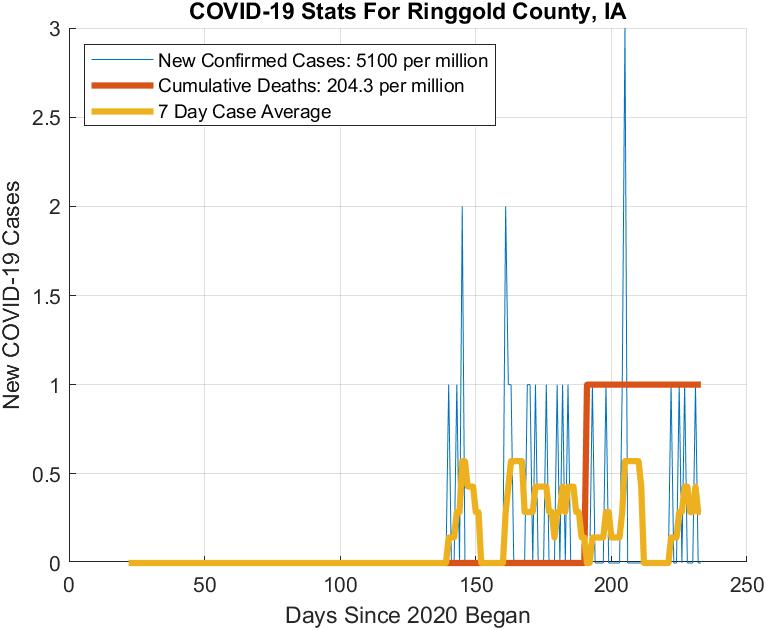 COVID-19 Stats For Ringgold County, IA
New Confirmed Cases: 5100 per million
Cumulative Deaths: 204.3 per million
7 Day Case Average
New COVID-19 Cases
3
2.5
2
1.5
1
0.5
0
0 50 100 150 200 250
Days Since 2020 Began